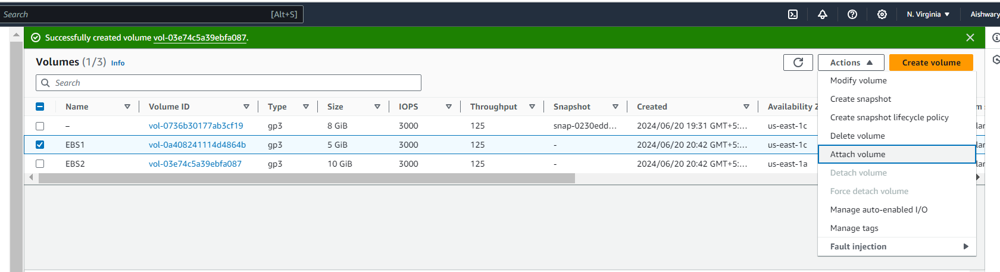 Search [Alt+S] N. Virginia Aishwary
Successfully created volume vol-03e74c5a39ebfa087.
Volumes (1/3) Info Actions Create volume
Search
Name Volume ID Type Size IOPS Throughput Snapshot Created Availability Z
– vol-0736b30177ab3cf19 gp3 8 GiB 3000 125 snap-0230edd... 2024/06/20 19:31 GMT+5:... us-east-1c
EBS1 vol-0a408241114d4864b gp3 5 GiB 3000 125 - 2024/06/20 20:42 GMT+5:... us-east-1c
EBS2 vol-03e74c5a39ebfa087 gp3 10 GiB 3000 125 - 2024/06/20 20:42 GMT+5:... us-east-1a
Modify volume
Create snapshot
Create snapshot lifecycle policy
Delete volume
Attach volume
Detach volume
Force detach volume
Manage auto-enabled I/O
Manage tags
Fault injection